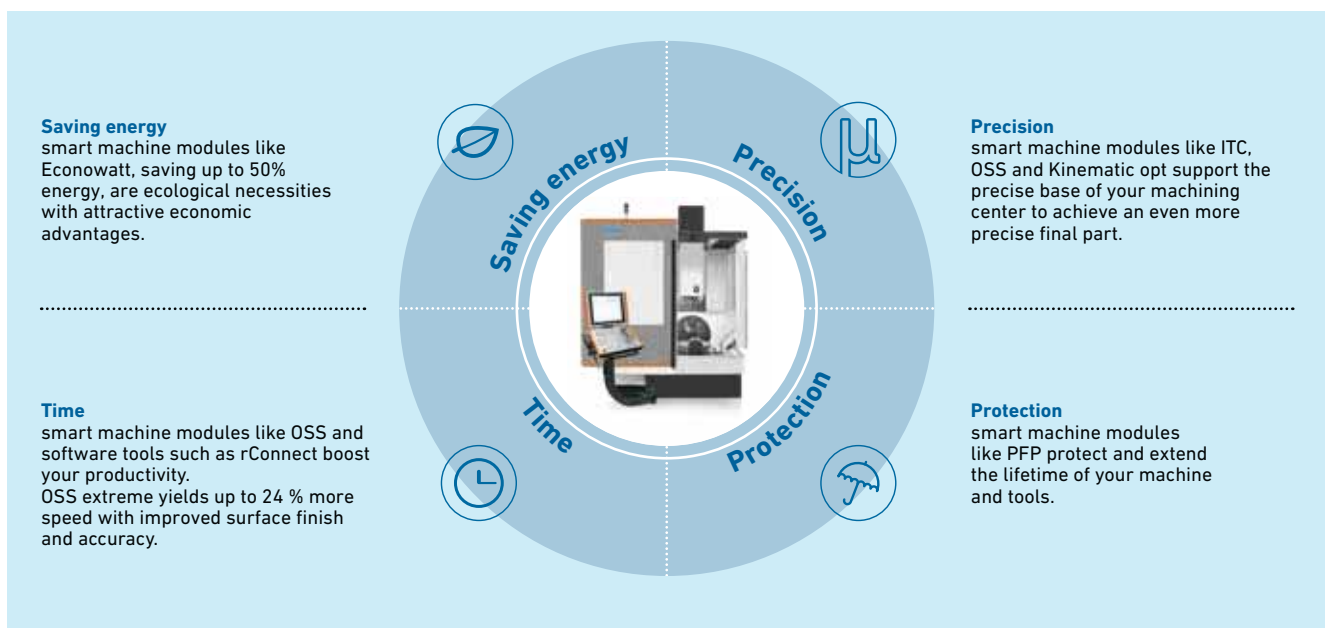 Saving energy
smart machine modules like
Econowatt, saving up to 50%
energy, are ecological necessities
with attractive economic
advantages.
Time
smart machine modules like OSS and
software tools such as rConnect boost
your productivity.
OSS extreme yields up to 24 % more
speed with improved surface finish
and accuracy.
Saving energy
Precision
Time
Protection
µ
Precision
smart machine modules like ITC,
OSS and Kinematic opt support the
precise base of your machining
center to achieve an even more
precise final part.
Protection
smart machine modules
like PFP protect and extend
the lifetime of your machine
and tools.